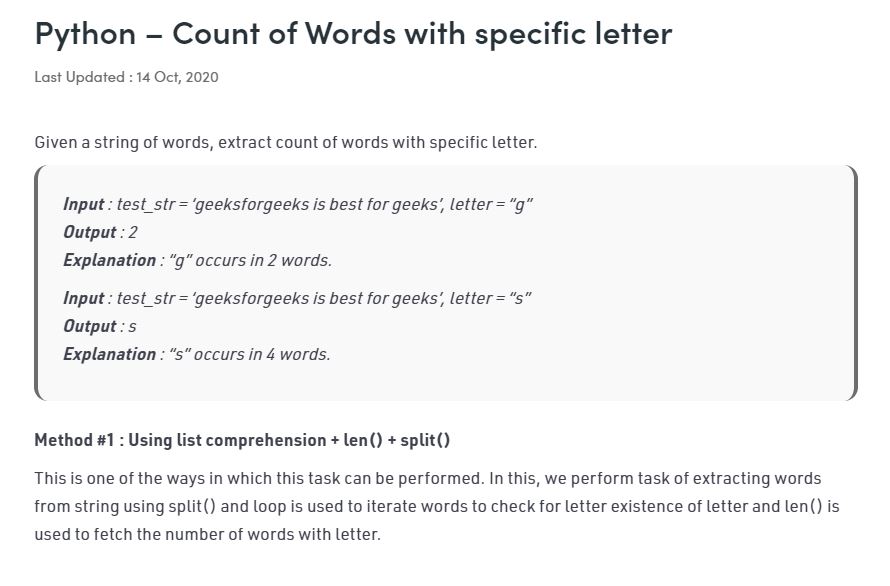 Python – Count of Words with specific letter
Last Updated : 14 Oct, 2020
Given a string of words, extract count of words with specific letter.
Input : test_str = ‘geeksforgeeks is best for geeks’, letter = “g”
Output : 2
Explanation : “g” occurs in 2 words.
Input : test_str = ‘geeksforgeeks is best for geeks’, letter = “s”
Output : s
Explanation : “s” occurs in 4 words.
Method #1 : Using list comprehension + len() + split()
This is one of the ways in which this task can be performed. In this, we perform task of extracting words
from string using split() and loop is used to iterate words to check for letter existence of letter and len() is
used to fetch the number of words with letter.